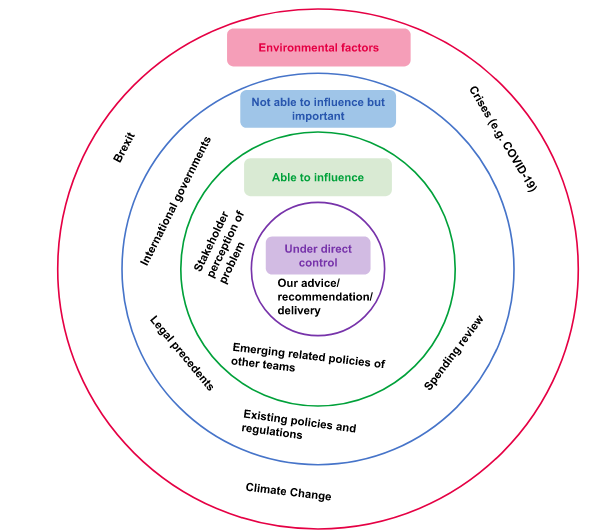 Environmental factors
Not able to influence but
important
Able to influence
Under direct
control
Our advice/
recommendation/
delivery
Stakeholder
perception of
problem
Emerging related policies of
other teams
International governments
Legal precedents
Existing policies and
regulations
Spending review
Brexit
Crises (e.g. COVID-19)
Climate Change